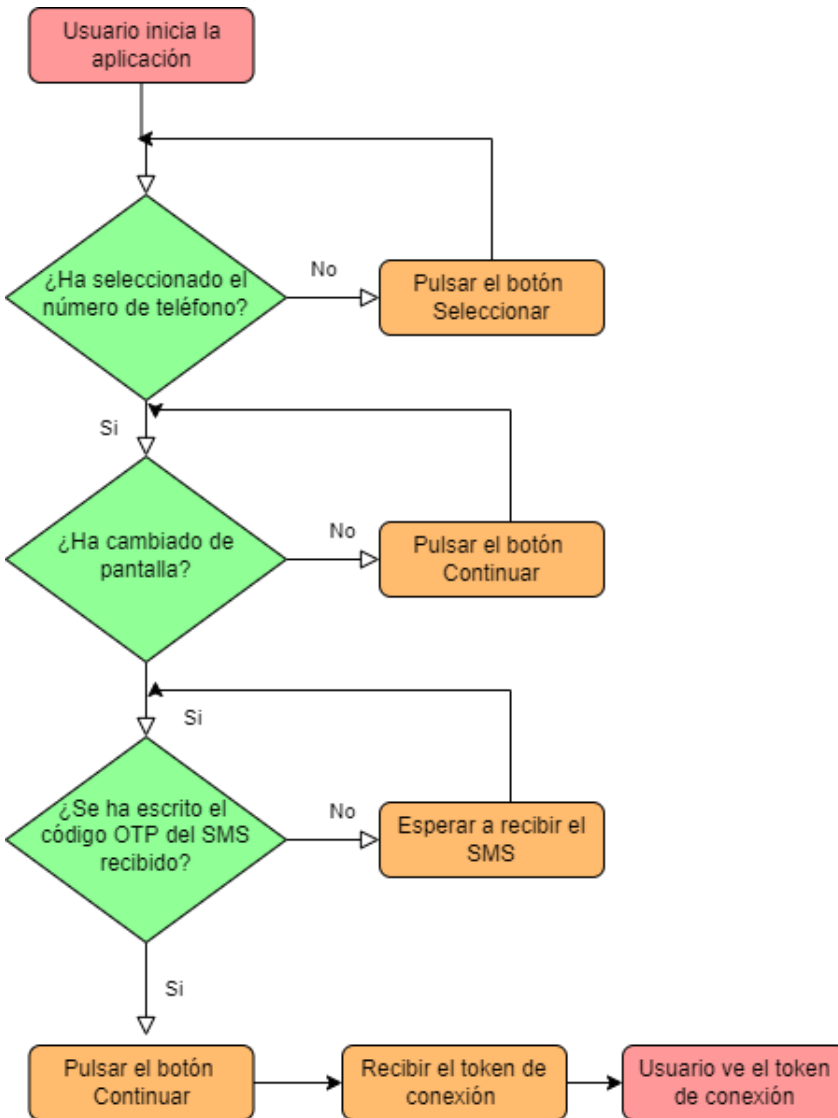 Usuario inicia la
aplicación
¿Ha seleccionado el
número de teléfono?
No
Pulsar el botón
Seleccionar
Si
¿Ha cambiado de
pantalla?
No
Pulsar el botón
Continuar
Si
¿Se ha escrito el
código OTP del SMS
recibido?
No
Esperar a recibir el
SMS
Si
Pulsar el botón
Continuar
Recibir el token de
conexión
Usuario ve el token
de conexión